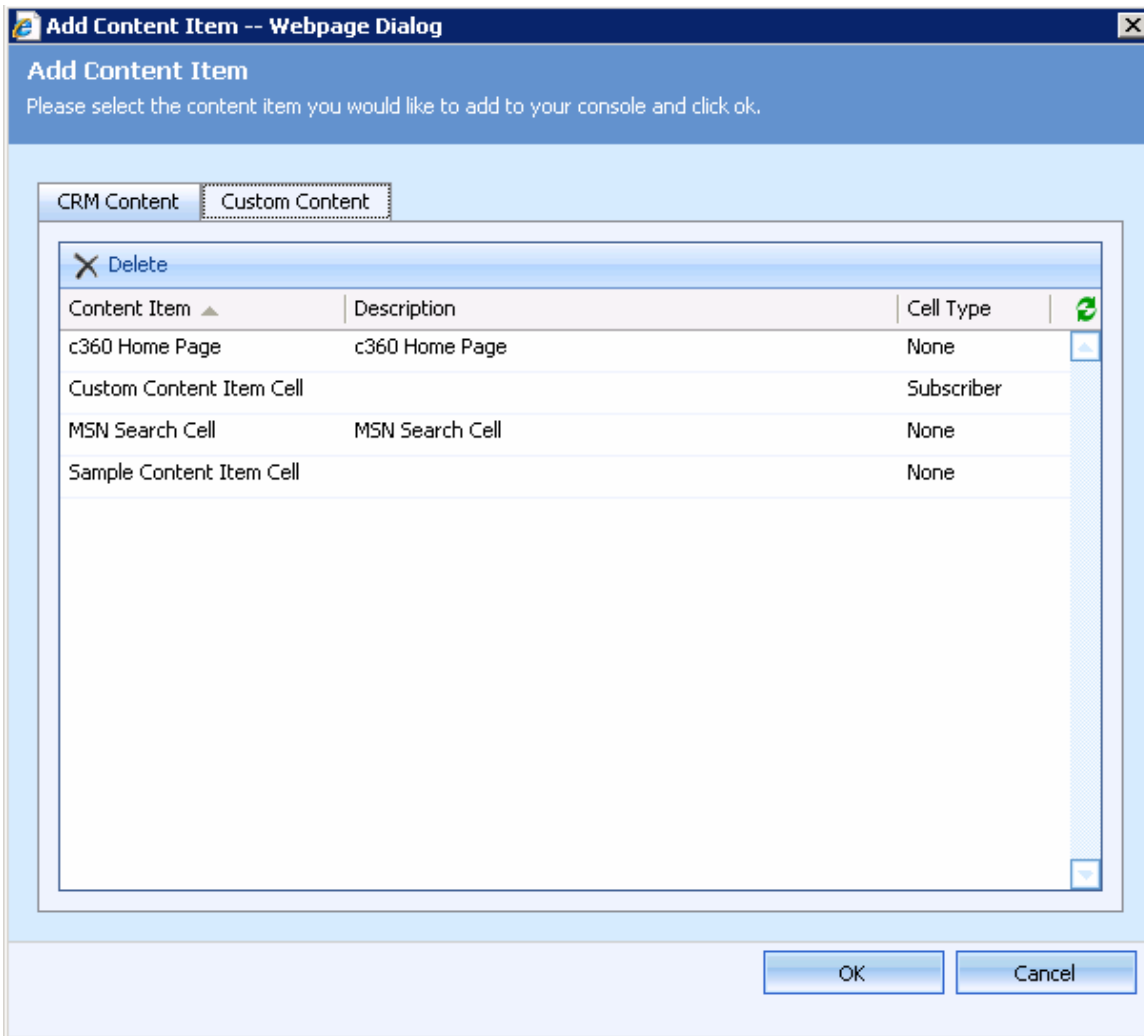 Add Content Item -- Webpage Dialog
Add Content Item
Please select the content item you would like to add to your console and click ok.
CRM Content Custom Content
Delete
Content Item Description Cell Type
c360 Home Page c360 Home Page None
Custom Content Item Cell Subscriber
MSN Search Cell MSN Search Cell None
Sample Content Item Cell None
OK Cancel